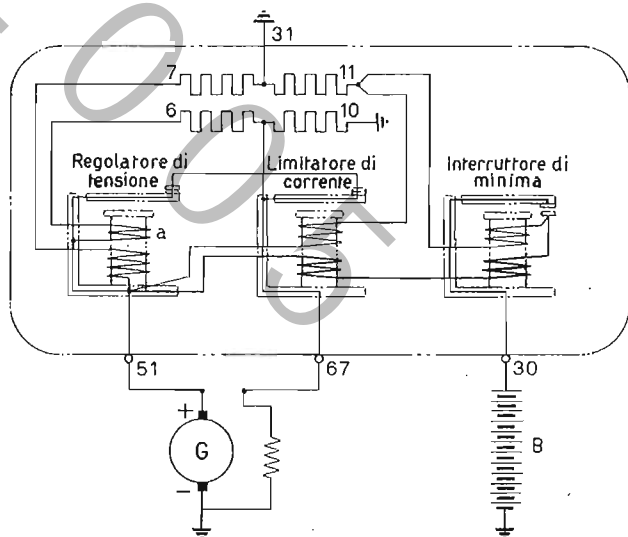 31
7
11
6
10
Regolatore di
tensione
Limitatore di
corrente
Interruttore di
minima
a
51
67
30
+
G
-
B